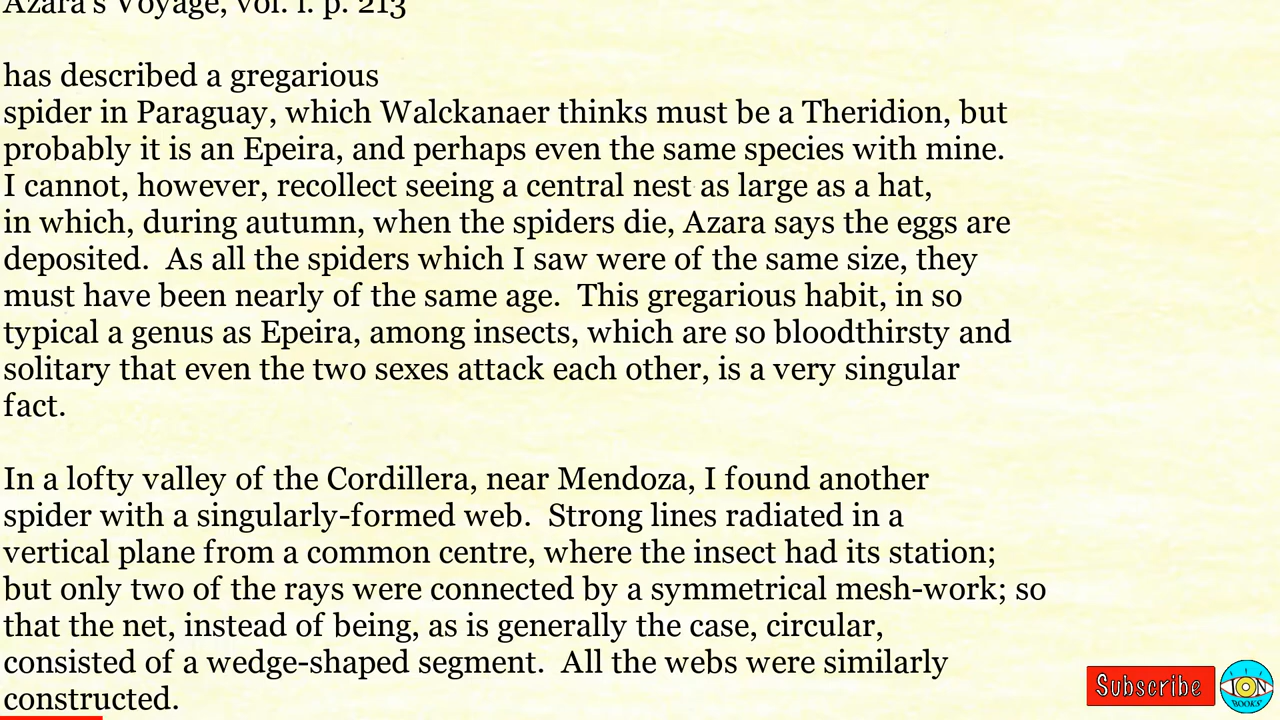 Azara's Voyage, vol. i. p. 213
has described a gregarious
spider in Paraguay, which Walckanaer thinks must be a Theridion, but
probably it is an Epeira, and perhaps even the same species with mine.
I cannot, however, recollect seeing a central nest as large as a hat,
in which, during autumn, when the spiders die, Azara says the eggs are
deposited.  As all the spiders which I saw were of the same size, they
must have been nearly of the same age.  This gregarious habit, in so
typical a genus as Epeira, among insects, which are so bloodthirsty and
solitary that even the two sexes attack each other, is a very singular
fact.
In a lofty valley of the Cordillera, near Mendoza, I found another
spider with a singularly-formed web.  Strong lines radiated in a
vertical plane from a common centre, where the insect had its station;
but only two of the rays were connected by a symmetrical mesh-work; so
that the net, instead of being, as is generally the case, circular,
consisted of a wedge-shaped segment.  All the webs were similarly
constructed.
Subscribe
ION
BOOKS